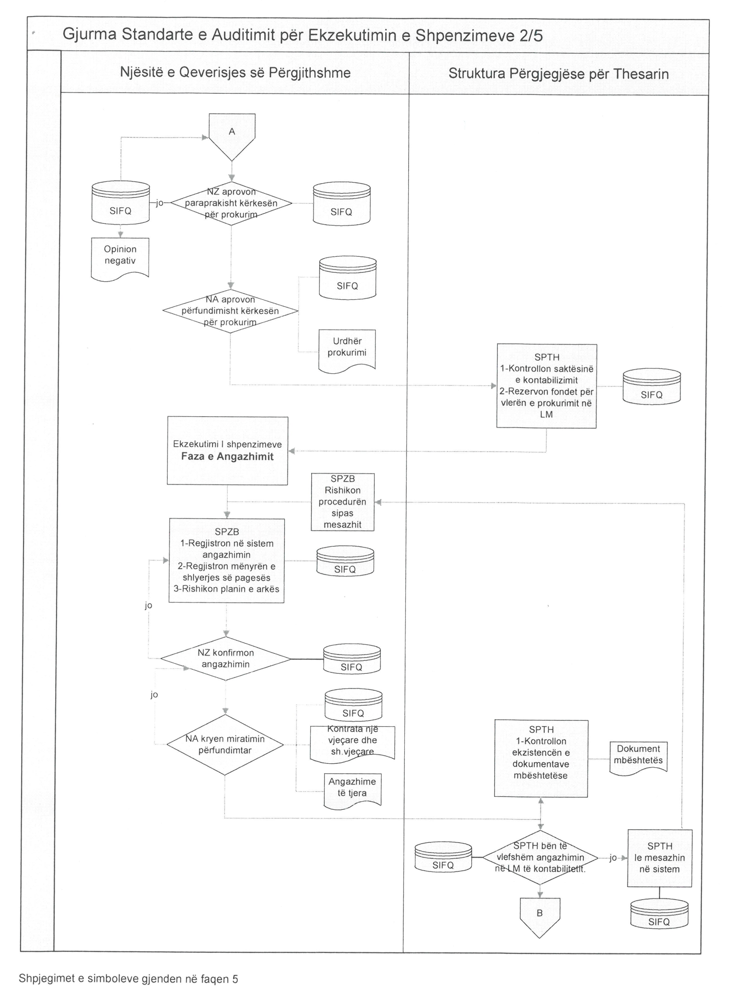 Gjurma Standarte e Auditimit për Ekzekutimin e Shpenzimeve 2/5
Njësitë e Qeverisjes së Përgjithshme
Struktura Përgjegjëse për Thesarin
A
SIFQ
jo
NZ aprovon
paraprakisht kërkesën
për prokurim
SIFQ
Opinion
negativ
SIFQ
NA aprovon
përfundimisht kërkesën
për prokurim
Urdhër
prokurimi
SPTH
1-Kontrollon saktësinë
e kontabilizimit
2-Rezervon fondet për
vlerën e prokurimit në
LM
SIFQ
Ekzekutimi I shpenzimeve
Faza e Angazhimit
SPZB
Rishikon
procedurën
sipas
mesazhit
SPZB
1-Regjistron në sistem
angazhimin
2-Regjistron mënyrën e
shlyerjes së pagesës
3-Rishikon planin e arkës
SIFQ
jo
NZ konfirmon
angazhimin
SIFQ
jo
SIFQ
NA kryen miratimin
përfundimtar
Kontrata një
vjeçare dhe
sh.vjeçare
Angazhime
të tjera
SPTH
1-Kontrollon
ekzistencën e
dokumentave
mbështetëse
Dokument
mbështetës
SIFQ
SPTH bën të
vlefshëm angazhimin
në LM të kontabilitetit.
jo
SPTH
le mesazhin
në sistem
B
SIFQ
Shpjegimet e simboleve gjenden në faqen 5